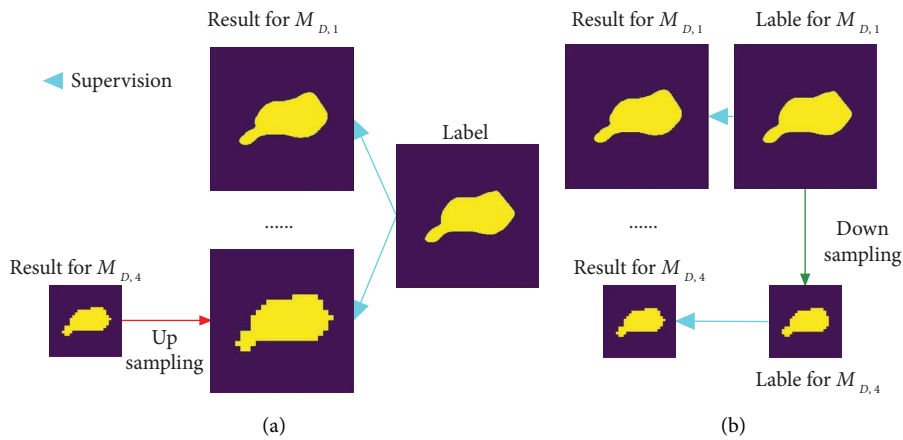 Result for M D, 1
Supervision
Label
......
Result for M D, 4
Up
sampling
(a)
Result for M D, 1
Lable for M D, 1
......
Down
sampling
Result for M D, 4
Lable for M D, 4
(b)